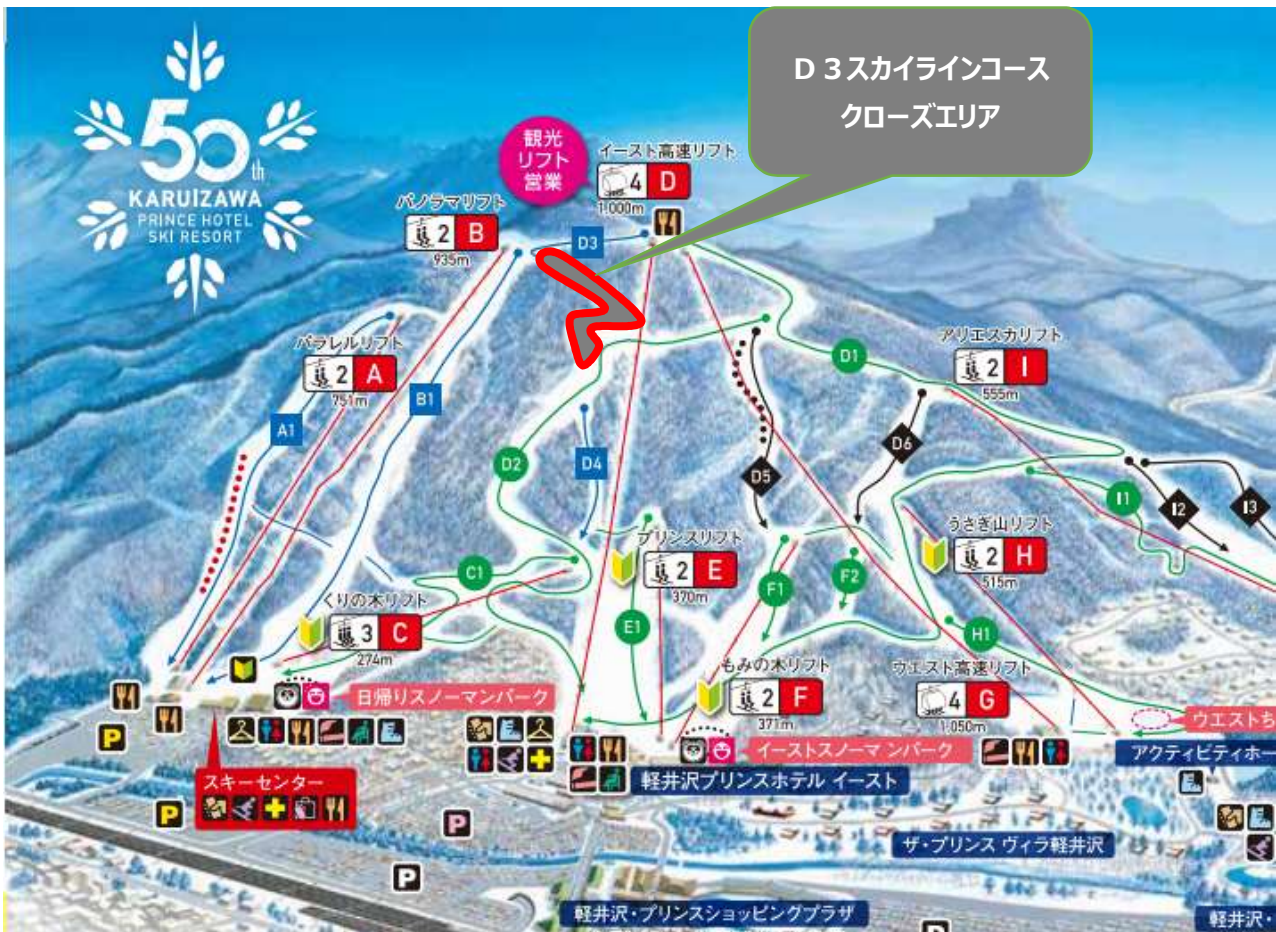 50th
KARUIZAWA
PRINCE HOTEL
SKI RESORT
D3スカイラインコース
クローズエリア
観光
リフト
営業
イースト高速リフト
4 D
1,000m
パノラマリフト
2 B
935m
D3
パラレルリフト
2 A
751m
アリエスカリフト
2 I
555m
D1
B1
A1
D2
D4
D5
D6
I1
I2
I3
プリンスリフト
2 E
370m
うさぎ山リフト
2 H
515m
C1
F1
F2
E1
H1
くりの木リフト
3 C
274m
もみの木リフト
2 F
371m
ウエスト高速リフト
4 G
1,050m
日帰りスノーマンパーク
ウエストち
イーストスノーマンパーク
アクティビティホー
P
スキーセンター
軽井沢プリンスホテル イースト
P
P
ザ・プリンス ヴィラ軽井沢
P
軽井沢・プリンスショッピングプラザ
軽井沢・